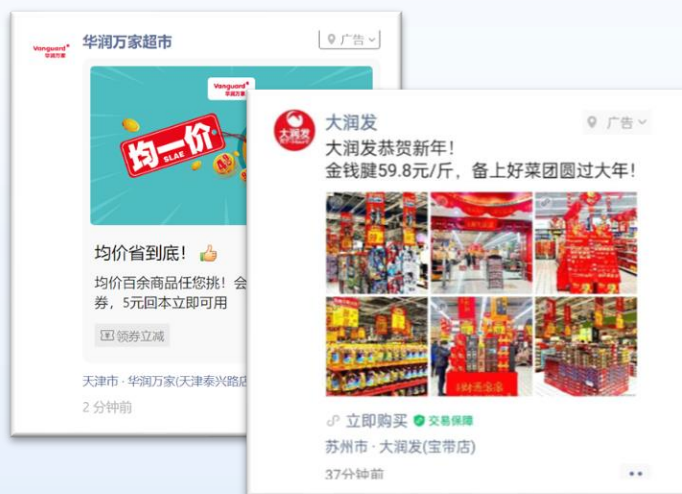 Vanguard
华润万家
华润万家超市
广告
Vanguard
华润万家
均一价
SLAE
均价省到底！
均价百余商品任您挑！会
券，5元回本立即可用
领券立减
天津市·华润万家(天津泰兴路店
2 分钟前
大润发
大润发
广告
大润发恭贺新年！
金钱腱59.8元/斤，备上好菜团圆过大年！
立即购买
交易保障
苏州市·大润发(宝带店)
37分钟前